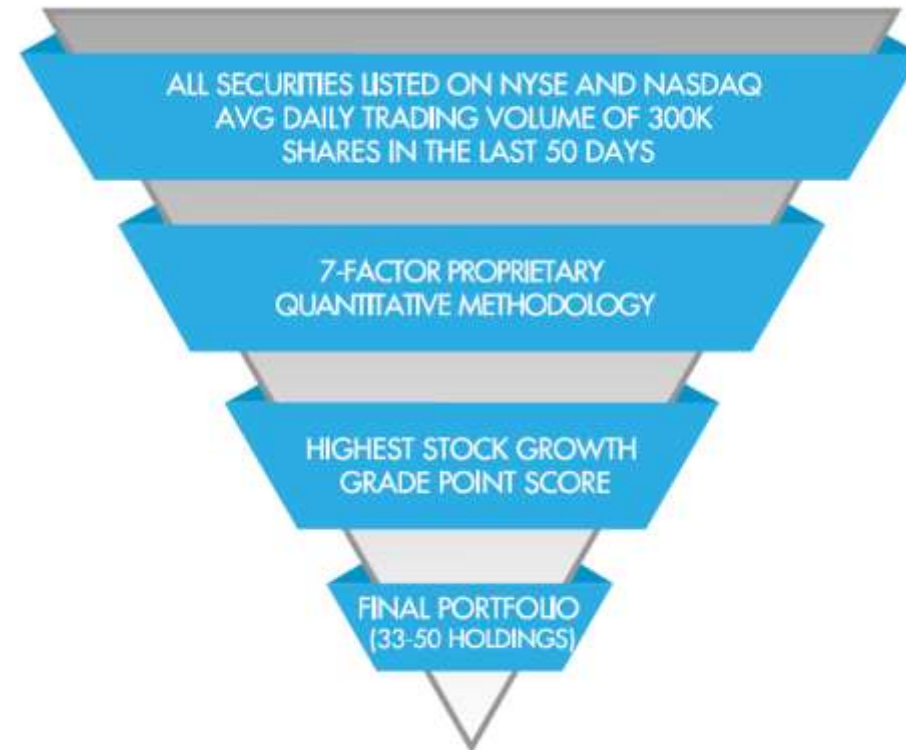 ALL SECURITIES LISTED ON NYSE AND NASDAQ
AVG DAILY TRADING VOLUME OF 300K
SHARES IN THE LAST 50 DAYS
7-FACTOR PROPRIETARY
QUANTITATIVE METHODOLOGY
HIGHEST STOCK GROWTH
GRADE POINT SCORE
FINAL PORTFOLIO
(33-50 HOLDINGS)